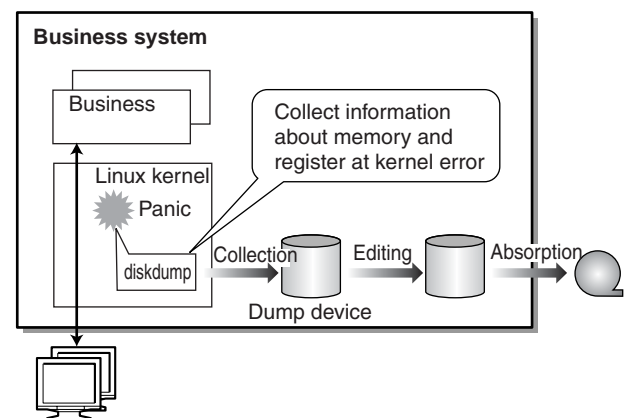 Business system
Business
Collect information
about memory and
register at kernel error
Linux kernel
Panic
diskdump
Collection
Editing
Absorption
Dump device